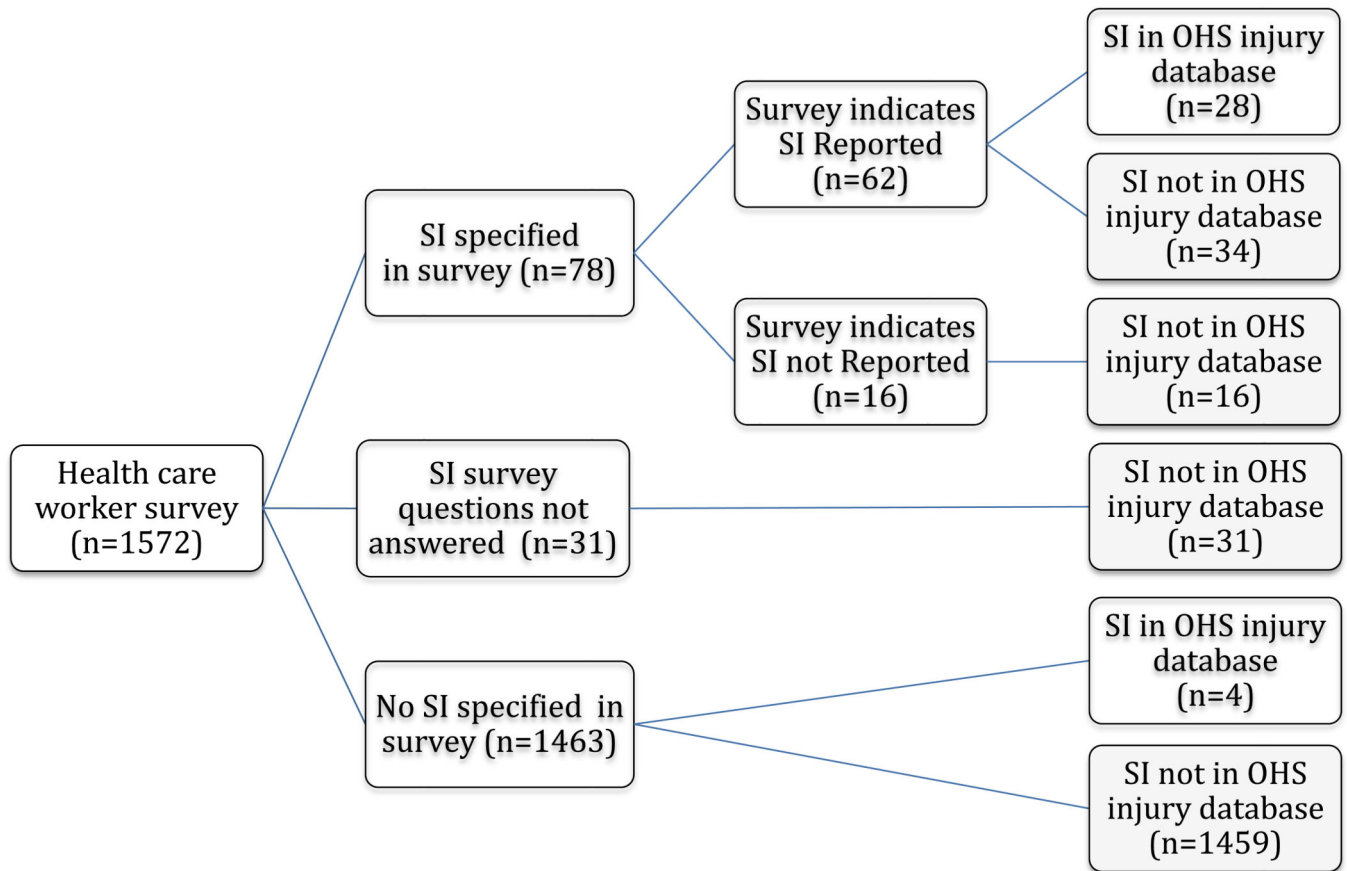 Health care
worker survey
(n=1572)
SI specified
in survey (n=78)
Survey indicates
SI Reported
(n=62)
SI in OHS injury
database
(n=28)
SI not in OHS
injury database
(n=34)
Survey indicates
SI not Reported
(n=16)
SI not in OHS
injury database
(n=16)
SI survey
questions not
answered (n=31)
SI not in OHS
injury database
(n=31)
No SI specified in
survey (n=1463)
SI in OHS injury
database
(n=4)
SI not in OHS
injury database
(n=1459)